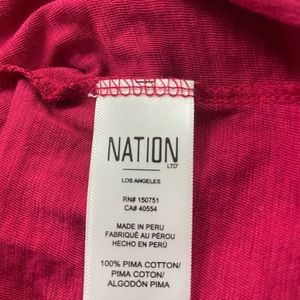 NATION
LTD
LOS ANGELES
RN# 150751
CA# 40554
MADE IN PERU
FABRIQUÉ AU PÉROU
HECHO EN PERÚ
100% PIMA COTTON/
PIMA COTON/
ALGODÓN PIMA